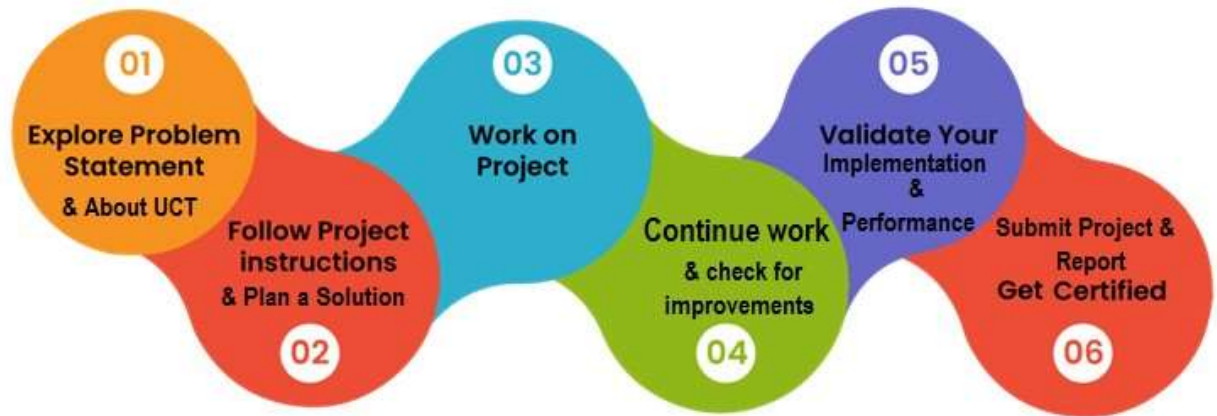 01
Explore Problem
Statement
& About UCT
Follow Project
instructions
& Plan a Solution
02
03
Work on
Project
Continue work
& check for
improvements
04
05
Validate Your
Implementation
&
Performance
Submit Project &
Report
Get Certified
06